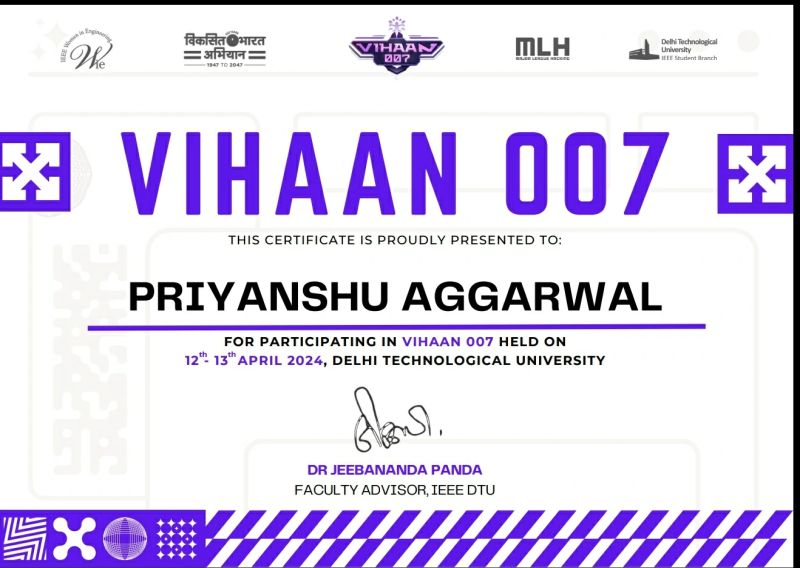 IEEE Women in Engineering
Wie
विकसित भारत
अभियान
1947 TO 2047
VIHAAN
007
MLH
MAJOR LEAGUE HACKING
Delhi Technological
University
IEEE Student Branch
VIHAAN 007
THIS CERTIFICATE IS PROUDLY PRESENTED TO:
PRIYANSHU AGGARWAL
FOR PARTICIPATING IN VIHAAN 007 HELD ON
12th- 13th APRIL 2024, DELHI TECHNOLOGICAL UNIVERSITY
DR JEEBANANDA PANDA
FACULTY ADVISOR, IEEE DTU